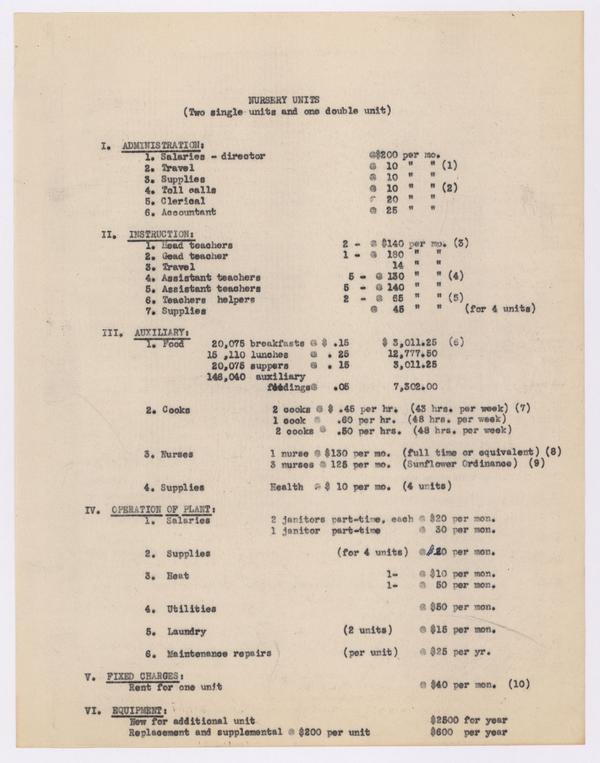 NURSERY UNITS
(Two single units and one double unit)
I. ADMINISTRATION:
1. Salaries - director @$200 per mo.
2. Travel @ 10 " " (1)
3. Supplies @ 10 " "
4. Toll calls @ 10 " " (2)
5. Clerical @ 20 " "
6. Accountant @ 25 " "
II. INSTRUCTION:
1. Head teachers 2 - @ $140 per mo. (3)
2. Gead teacher 1 - @ 180 " "
3. Travel 14 " "
4. Assistant teachers 5 - @ 130 " " (4)
5. Assistant teachers 5 - @ 140 " "
6. Teachers helpers 2 - @ 65 " " (5)
7. Supplies @ 45 " " (for 4 units)
III. AUXILIARY:
1. Food 20,075 breakfasts @ $ .15 $ 3,011.25 (6)
15 ,110 lunches @ . 25 12,777.50
20,075 suppers @ . 15 3,011.25
146,040 auxiliary
feedings@ .05 7,302.00
2. Cooks 2 cooks @ $ .45 per hr. (43 hrs. per week) (7)
1 cook @ .60 per hr. (48 hrs. per week)
2 cooks @ .50 per hrs. (48 hrs. per week)
3. Nurses 1 nurse @ $130 per mo. (full time or equivalent) (8)
3 nurses @ 125 per mo. (Sunflower Ordinance) (9)
4. Supplies Health @ $ 10 per mo. (4 units)
IV. OPERATION OF PLANT:
1. Salaries 2 janitors part-time, each @ $20 per mon.
1 janitor part-time @ 30 per mon.
2. Supplies (for 4 units) @ $20 per mon.
3. Heat 1- @ $10 per mon.
1- @ 50 per mon.
4. Utilities @ $50 per mon.
5. Laundry (2 units) @ $15 per mon.
6. Maintenance repairs (per unit) @ $25 per yr.
V. FIXED CHARGES:
Rent for one unit @ $40 per mon. (10)
VI. EQUIPMENT:
New for additional unit $2500 for year
Replacement and supplemental @ $200 per unit $600 per year